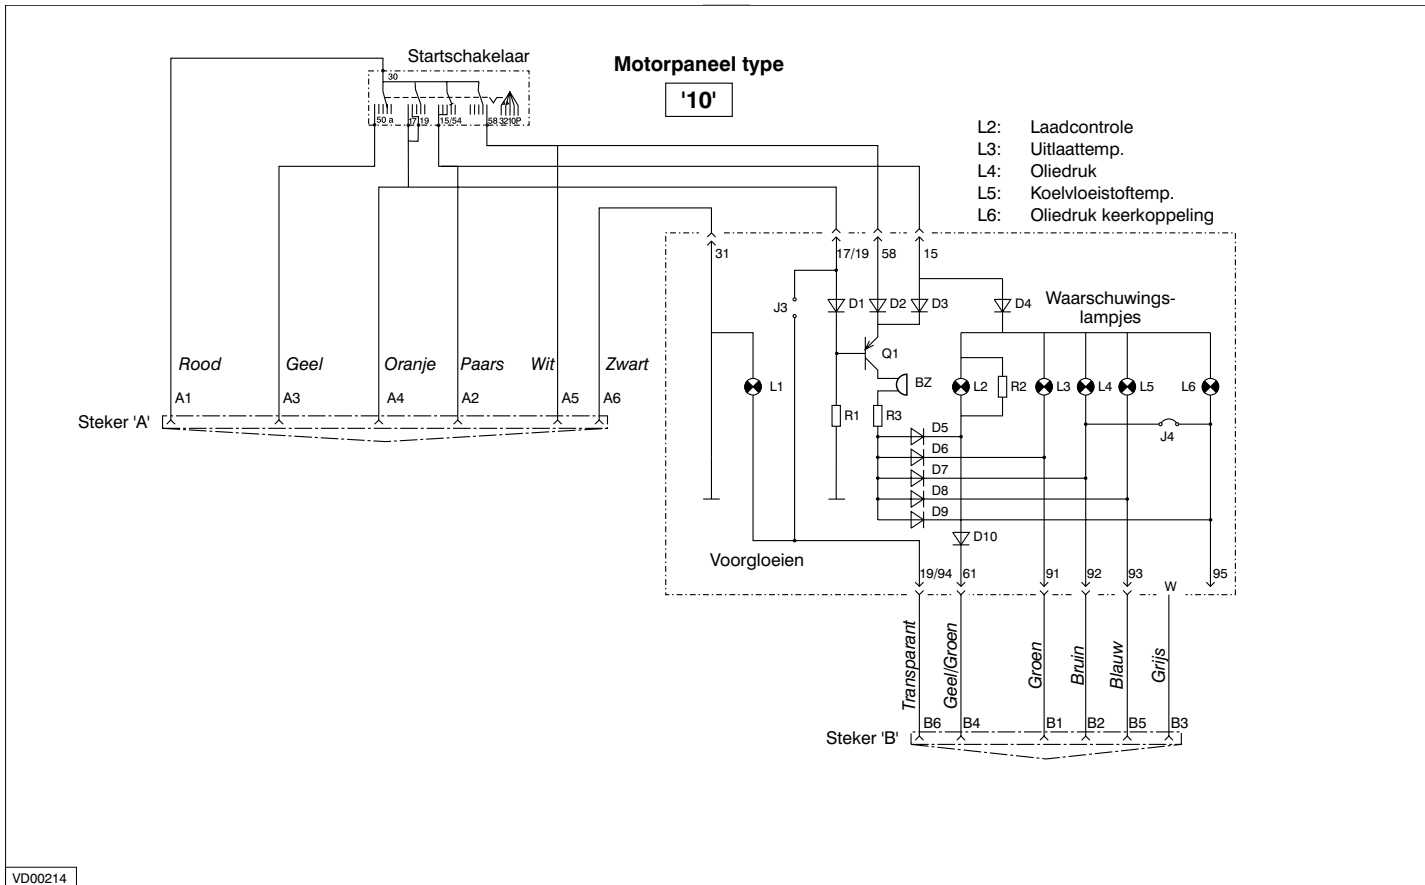 Startschakelaar
30
50 a
17/19
15/54
58
3210P
Motorpaneel type
'10'
L2: Laadcontrole
L3: Uitlaattemp.
L4: Oliedruk
L5: Koelvloeistoftemp.
L6: Oliedruk keerkoppeling
31
17/19
58
15
J3
D1
D2
D3
D4
Waarschuwings-
lampjes
Rood
Geel
Oranje
Paars
Wit
Zwart
Q1
BZ
L1
L2
R2
L3
L4
L5
L6
A1
A3
A4
A2
A5
A6
Steker 'A'
R1
R3
J4
D5
D6
D7
D8
D9
D10
Voorgloeien
19/94
61
91
92
93
W
95
Transparant
Geel/Groen
Groen
Bruin
Blauw
Grijs
B6
B4
B1
B2
B5
B3
Steker 'B'
VD00214